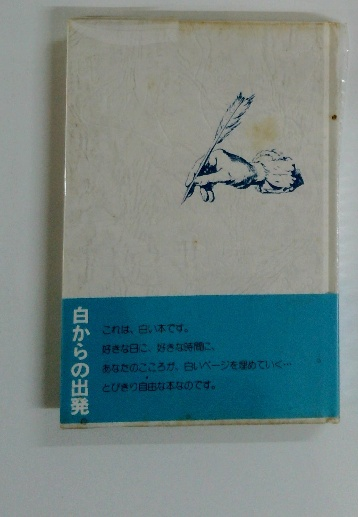 白からの出発
これは、白い本です。
好きな日に、好きな時間に、
あなたのこころが、白いページを埋めていく…
とびきり自由な本なのです。